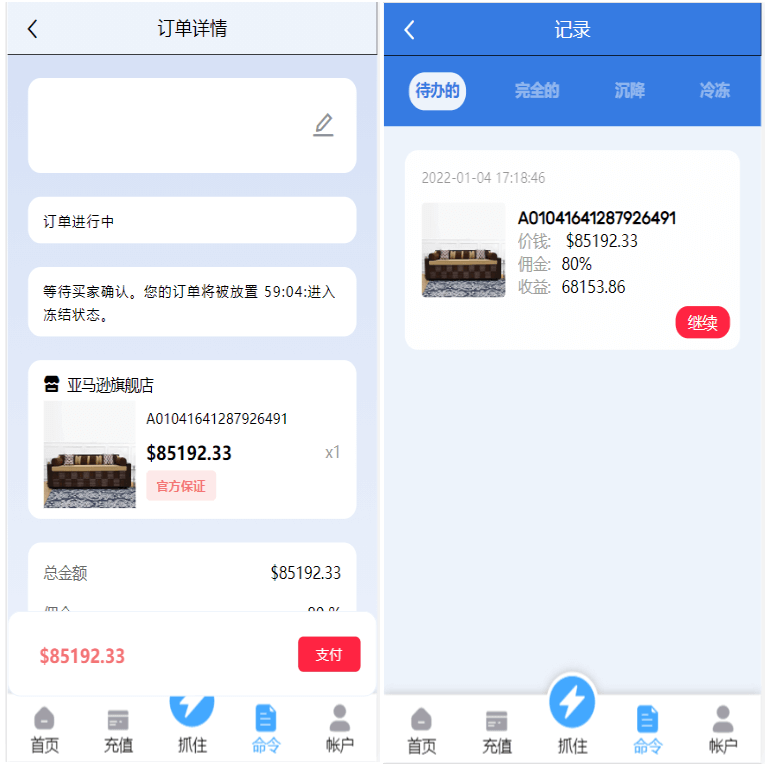 订单详情
订单进行中
等待买家确认。您的订单将被放置 59:04:进入
冻结状态。
亚马逊旗舰店
A01041641287926491
$85192.33
x1
官方保证
总金额
$85192.33
佣金
80 %
$85192.33
支付
首页
充值
抓住
命令
帐户
记录
待办的
完全的
沉降
冷冻
2022-01-04 17:18:46
A01041641287926491
价钱: $85192.33
佣金: 80%
收益: 68153.86
继续
首页
充值
抓住
命令
帐户